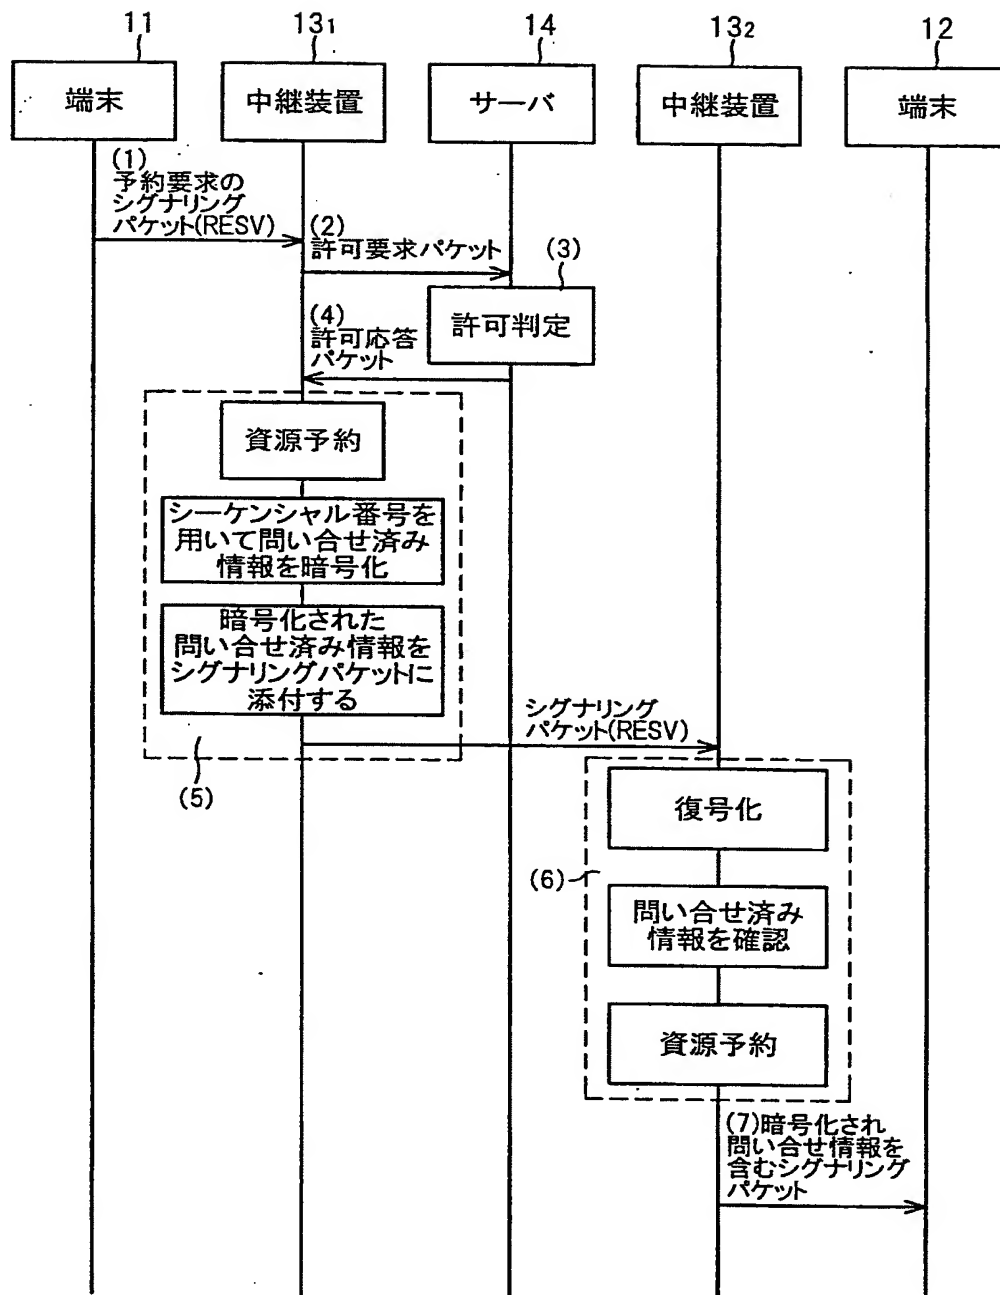 11
13₁
14
13₂
12
端末
中継装置
サーバ
中継装置
端末
(1)
予約要求の
シグナリング
パケット(RESV)
(2)
許可要求パケット
(3)
許可判定
(4)
許可応答
パケット
資源予約
シーケンシャル番号を
用いて問い合せ済み
情報を暗号化
暗号化された
問い合せ済み情報を
シグナリングパケットに
添付する
(5)
シグナリング
パケット(RESV)
復号化
(6)
問い合せ済み
情報を確認
資源予約
(7)暗号化され
問い合せ情報を
含むシグナリング
パケット